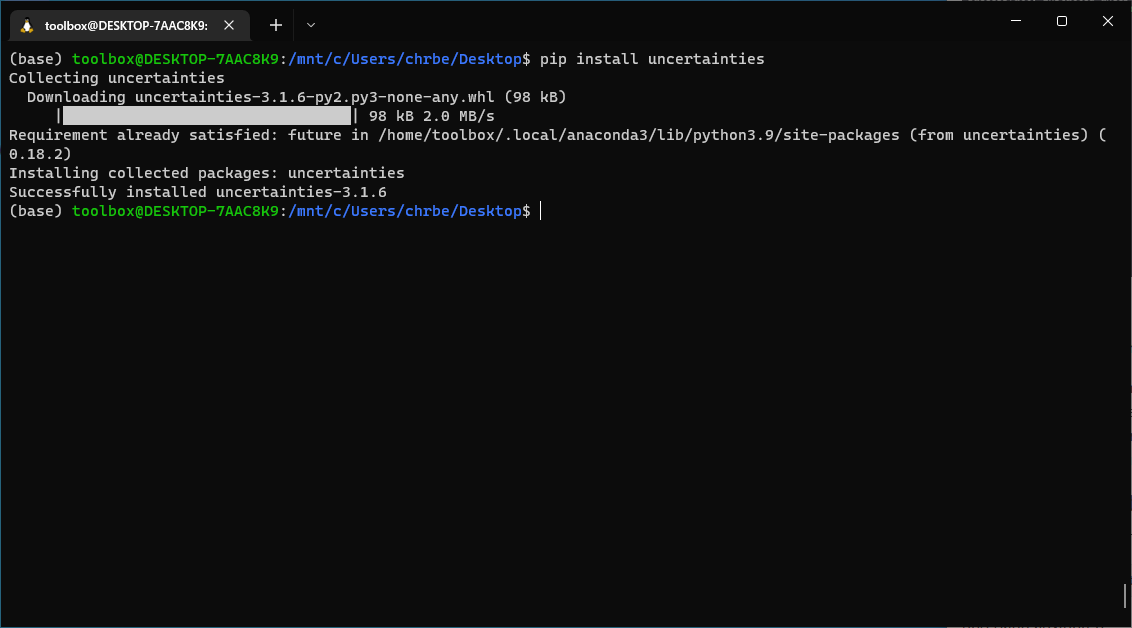 toolbox@DESKTOP-7AAC8K9:
(base) toolbox@DESKTOP-7AAC8K9:/mnt/c/Users/chrbe/Desktop$ pip install uncertainties
Collecting uncertainties
  Downloading uncertainties-3.1.6-py2.py3-none-any.whl (98 kB)
     |████████████████████████████████| 98 kB 2.0 MB/s
Requirement already satisfied: future in /home/toolbox/.local/anaconda3/lib/python3.9/site-packages (from uncertainties) (
0.18.2)
Installing collected packages: uncertainties
Successfully installed uncertainties-3.1.6
(base) toolbox@DESKTOP-7AAC8K9:/mnt/c/Users/chrbe/Desktop$